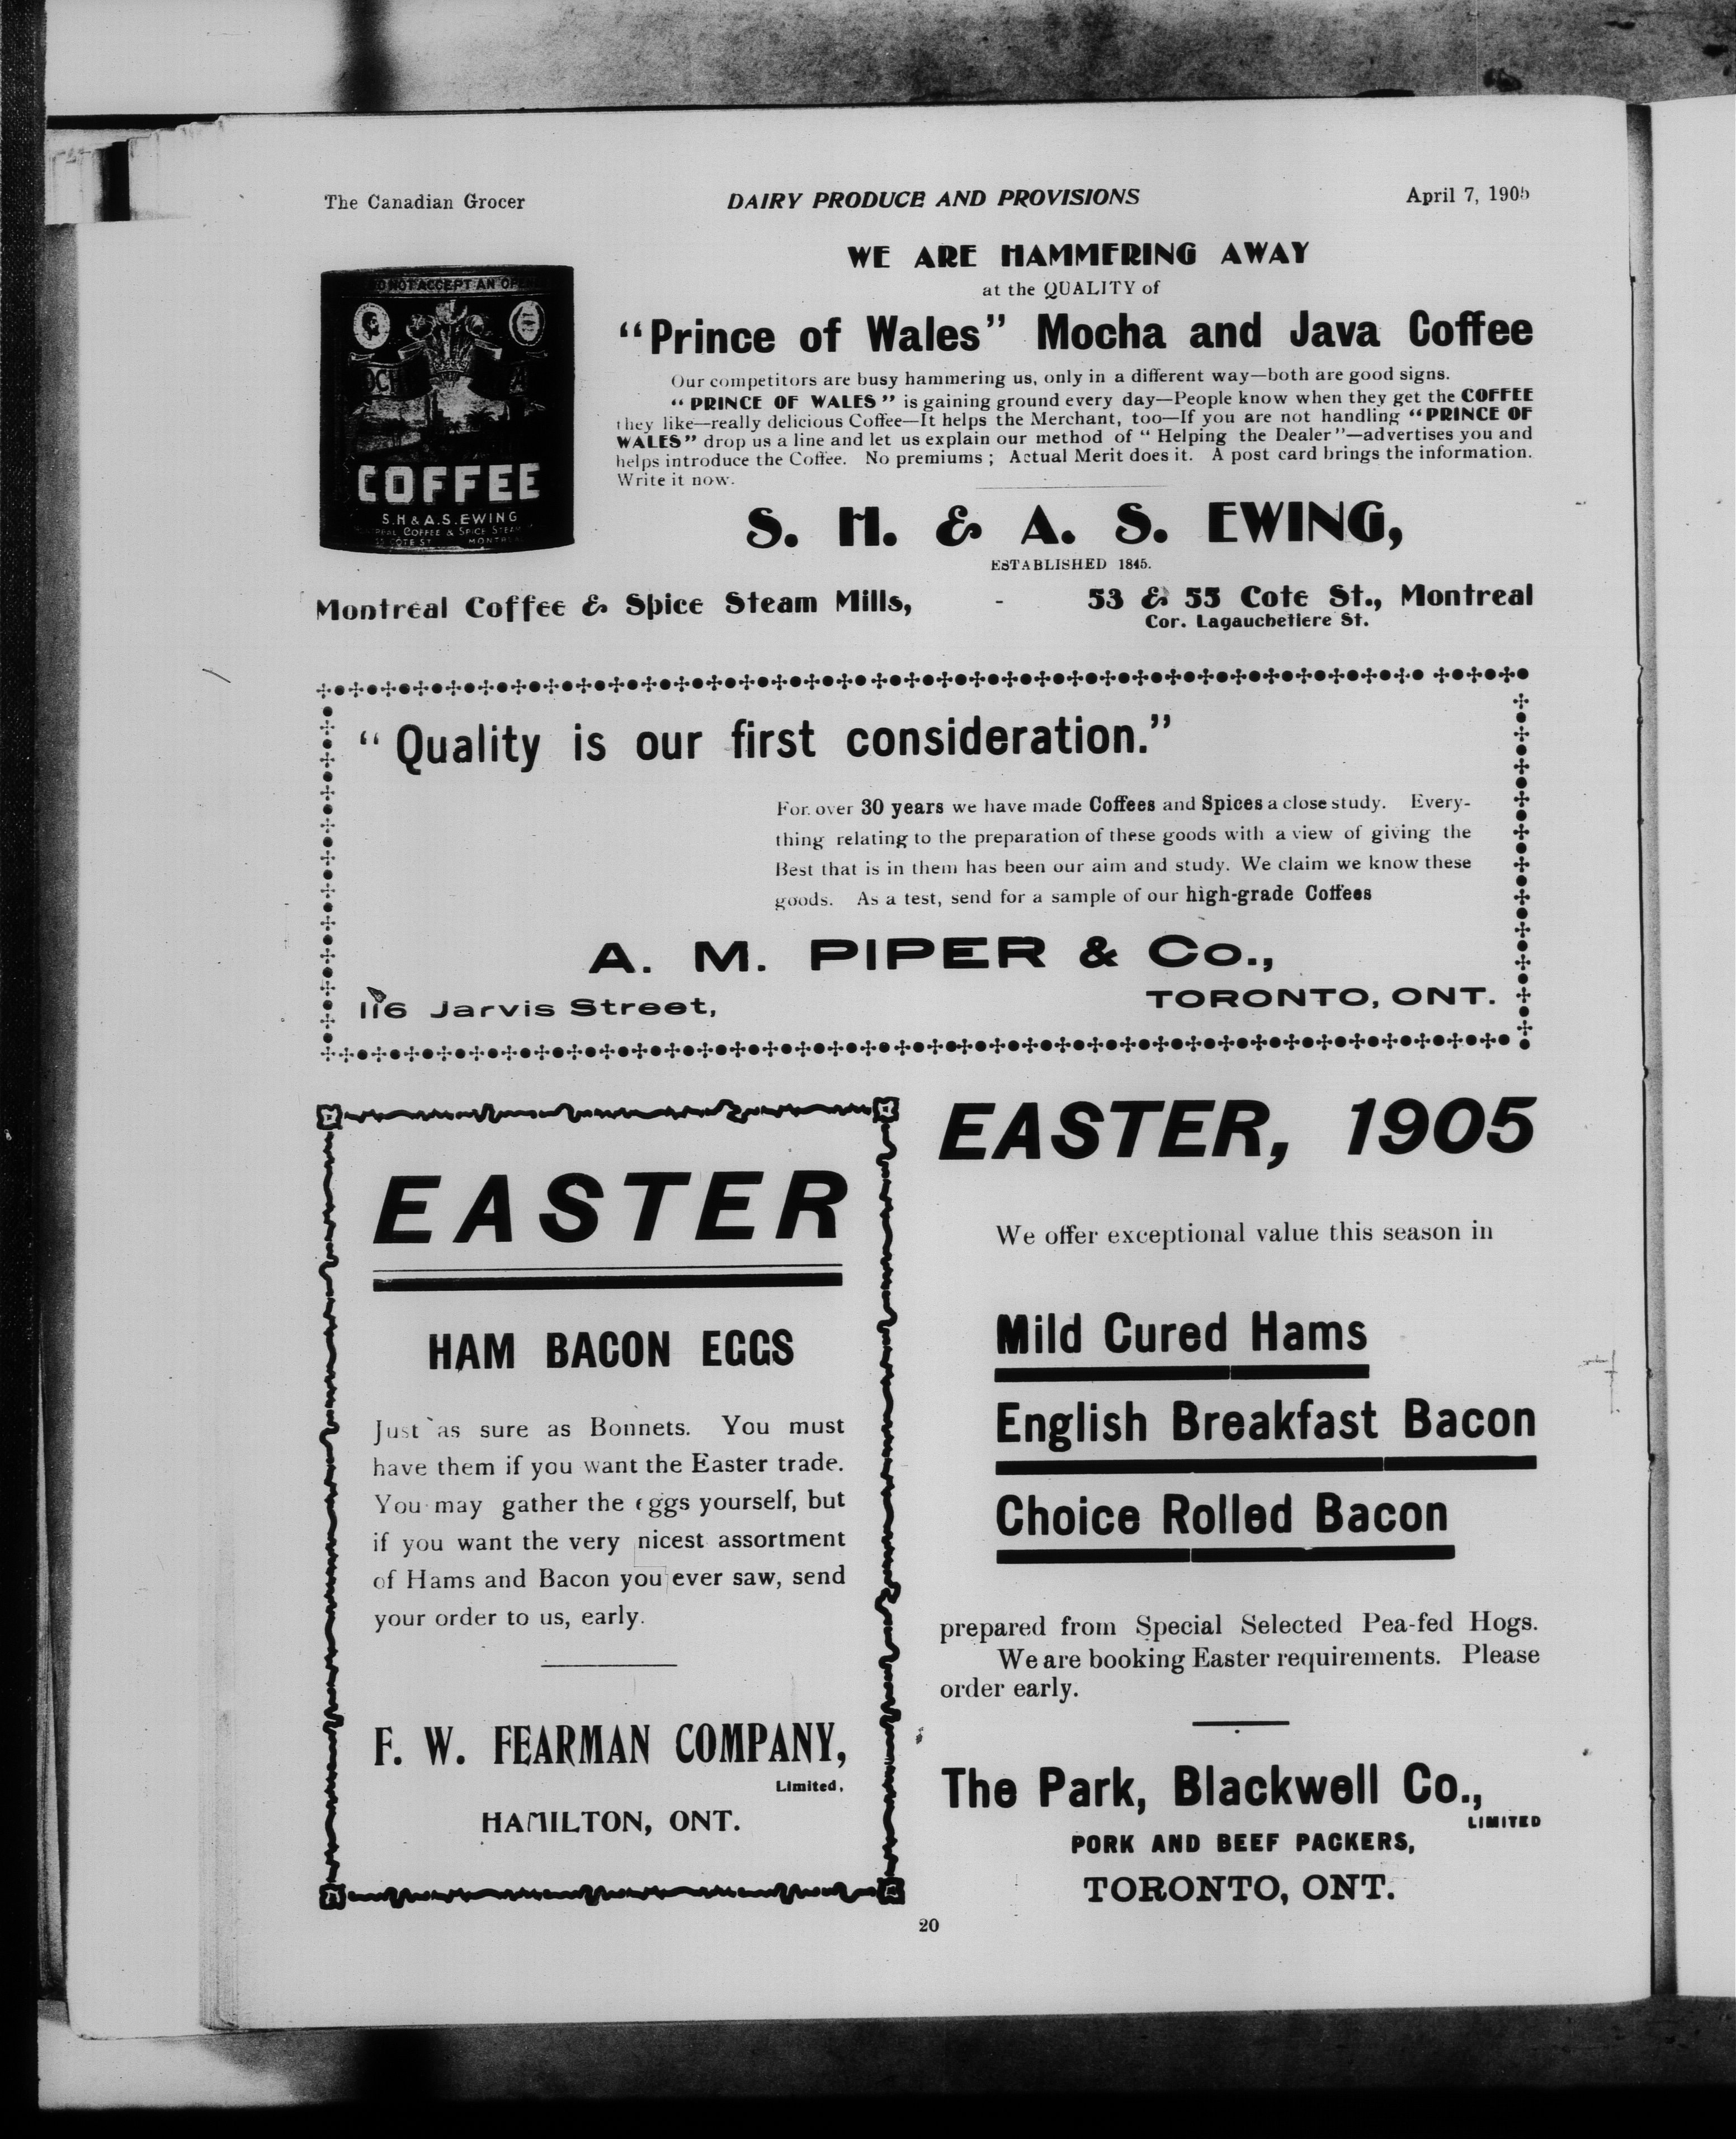 The Canadian Grocer
DAIRY PRODUCE AND PROVISIONS
April 7, 1905
DO NOT ACCEPT AN
COFFEE
S.H & A.S. EWING
COFFEE & SPICE STEAM
COTE ST MONTREAL
WE ARE HAMMERING AWAY
at the QUALITY of
“Prince of Wales” Mocha and Java Coffee
Our competitors are busy hammering us, only in a different way—both are good signs.
“ PRINCE OF WALES ” is gaining ground every day—People know when they get the COFFEE
they like—really delicious Coffee—It helps the Merchant, too—If you are not handling “PRINCE OF
WALES” drop us a line and let us explain our method of “ Helping the Dealer”—advertises you and
helps introduce the Coffee. No premiums ; Actual Merit does it. A post card brings the information.
Write it now.
S. H. & A. S. EWING,
ESTABLISHED 1845.
Montreal Coffee & Spice Steam Mills, - 53 & 55 Cote St., Montreal
Cor. Lagauchetiere St.
“ Quality is our first consideration.”
For over 30 years we have made Coffees and Spices a close study. Every-
thing relating to the preparation of these goods with a view of giving the
Best that is in them has been our aim and study. We claim we know these
goods. As a test, send for a sample of our high-grade Coffees
A. M. PIPER & Co.,
116 Jarvis Street, TORONTO, ONT.
EASTER
HAM BACON EGGS
Just as sure as Bonnets. You must
have them if you want the Easter trade.
You may gather the eggs yourself, but
if you want the very nicest assortment
of Hams and Bacon you ever saw, send
your order to us, early.
F. W. FEARMAN COMPANY,
Limited,
HAMILTON, ONT.
EASTER, 1905
We offer exceptional value this season in
Mild Cured Hams
English Breakfast Bacon
Choice Rolled Bacon
prepared from Special Selected Pea-fed Hogs.
We are booking Easter requirements. Please
order early.
The Park, Blackwell Co.,
LIMITED
PORK AND BEEF PACKERS,
TORONTO, ONT.
20